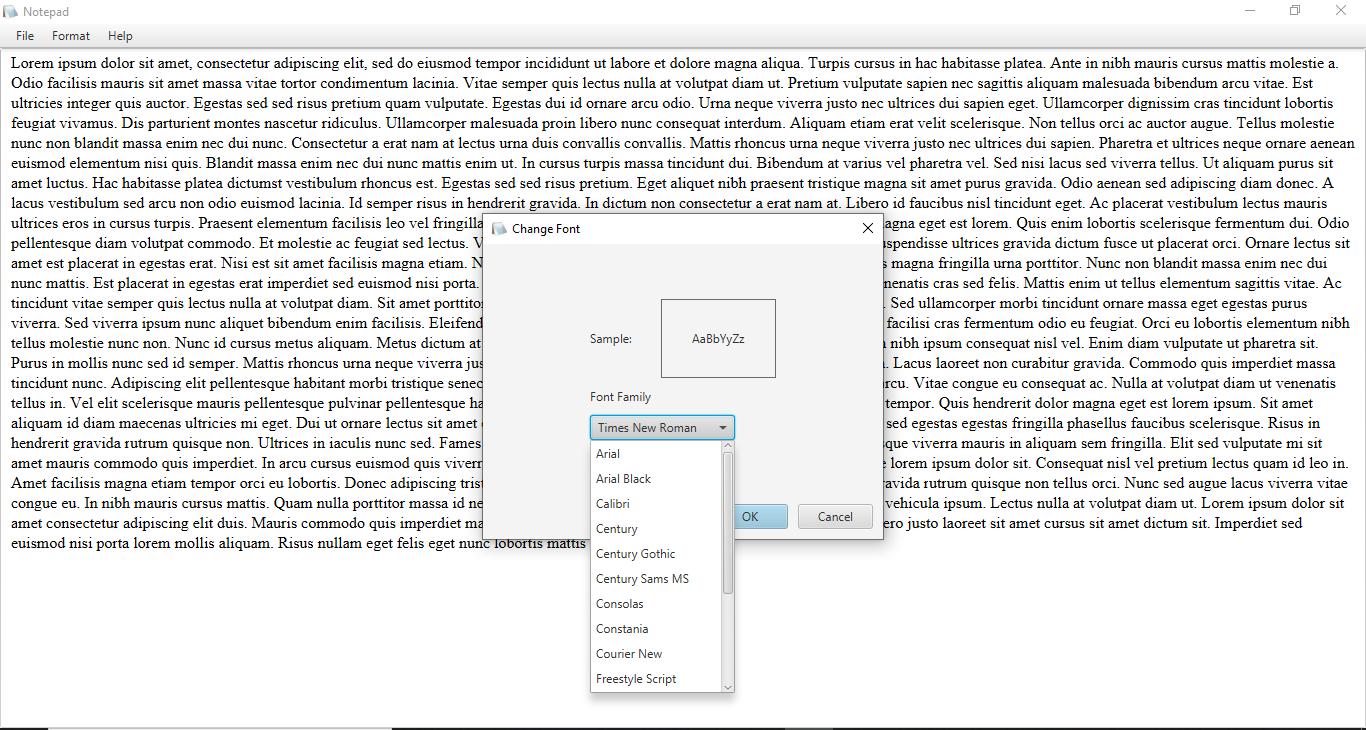 Notepad
File Format Help
Lorem ipsum dolor sit amet, consectetur adipiscing elit, sed do eiusmod tempor incididunt ut labore et dolore magna aliqua. Turpis cursus in hac habitasse platea. Ante in nibh mauris cursus mattis molestie a.
Odio facilisis mauris sit amet massa vitae tortor condimentum lacinia. Vitae semper quis lectus nulla at volutpat diam ut. Pretium vulputate sapien nec sagittis aliquam malesuada bibendum arcu vitae. Est
ultricies integer quis auctor. Egestas sed sed risus pretium quam vulputate. Egestas dui id ornare arcu odio. Urna neque viverra justo nec ultrices dui sapien eget. Ullamcorper dignissim cras tincidunt lobortis
feugiat vivamus. Dis parturient montes nascetur ridiculus. Ullamcorper malesuada proin libero nunc consequat interdum. Aliquam etiam erat velit scelerisque. Non tellus orci ac auctor augue. Tellus molestie
nunc non blandit massa enim nec dui nunc. Consectetur a erat nam at lectus urna duis convallis convallis. Mattis rhoncus urna neque viverra justo nec ultrices dui sapien. Pharetra et ultrices neque ornare aenean
euismod elementum nisi quis. Blandit massa enim nec dui nunc mattis enim ut. In cursus turpis massa tincidunt dui. Bibendum at varius vel pharetra vel. Sed nisi lacus sed viverra tellus. Ut aliquam purus sit
amet luctus. Hac habitasse platea dictumst vestibulum rhoncus est. Egestas sed sed risus pretium. Eget aliquet nibh praesent tristique magna sit amet purus gravida. Odio aenean sed adipiscing diam donec. A
lacus vestibulum sed arcu non odio euismod lacinia. Id semper risus in hendrerit gravida. In dictum non consectetur a erat nam at. Libero id faucibus nisl tincidunt eget. Ac placerat vestibulum lectus mauris
ultrices eros in cursus turpis. Praesent elementum facilisis leo vel fringilla agna eget est lorem. Quis enim lobortis scelerisque fermentum dui. Odio
pellentesque diam volutpat commodo. Et molestie ac feugiat sed lectus. V spendisse ultrices gravida dictum fusce ut placerat orci. Ornare lectus sit
amet est placerat in egestas erat. Nisi est sit amet facilisis magna etiam. N magna fringilla urna porttitor. Nunc non blandit massa enim nec dui
nunc mattis. Est placerat in egestas erat imperdiet sed euismod nisi porta. nenatis cras sed felis. Mattis enim ut tellus elementum sagittis vitae. Ac
tincidunt vitae semper quis lectus nulla at volutpat diam. Sit amet porttito Sed ullamcorper morbi tincidunt ornare massa eget egestas purus
viverra. Sed viverra ipsum nunc aliquet bibendum enim facilisis. Eleifend facilisi cras fermentum odio eu feugiat. Orci eu lobortis elementum nibh
tellus molestie nunc non. Nunc id cursus metus aliquam. Metus dictum at nibh ipsum consequat nisl vel. Enim diam vulputate ut pharetra sit.
Purus in mollis nunc sed id semper. Mattis rhoncus urna neque viverra jus . Lacus laoreet non curabitur gravida. Commodo quis imperdiet massa
tincidunt nunc. Adipiscing elit pellentesque habitant morbi tristique senec rcu. Vitae congue eu consequat ac. Nulla at volutpat diam ut venenatis
tellus in. Vel elit scelerisque mauris pellentesque pulvinar pellentesque ha tempor. Quis hendrerit dolor magna eget est lorem ipsum. Sit amet
aliquam id diam maecenas ultricies mi eget. Dui ut ornare lectus sit amet sed egestas egestas fringilla phasellus faucibus scelerisque. Risus in
hendrerit gravida rutrum quisque non. Ultrices in iaculis nunc sed. Fames que viverra mauris in aliquam sem fringilla. Elit sed vulputate mi sit
amet mauris commodo quis imperdiet. In arcu cursus euismod quis viverr lorem ipsum dolor sit. Consequat nisl vel pretium lectus quam id leo in.
Amet facilisis magna etiam tempor orci eu lobortis. Donec adipiscing trist avida rutrum quisque non tellus orci. Nunc sed augue lacus viverra vitae
congue eu. In nibh mauris cursus mattis. Quam nulla porttitor massa id ne vehicula ipsum. Lectus nulla at volutpat diam ut. Lorem ipsum dolor sit
amet consectetur adipiscing elit duis. Mauris commodo quis imperdiet ma ero justo laoreet sit amet cursus sit amet dictum sit. Imperdiet sed
euismod nisi porta lorem mollis aliquam. Risus nullam eget felis eget nunc lobortis mattis
Change Font
Sample:
AaBbYyZz
Font Family
Times New Roman
Arial
Arial Black
Calibri
Century
Century Gothic
Century Sams MS
Consolas
Constania
Courier New
Freestyle Script
OK
Cancel